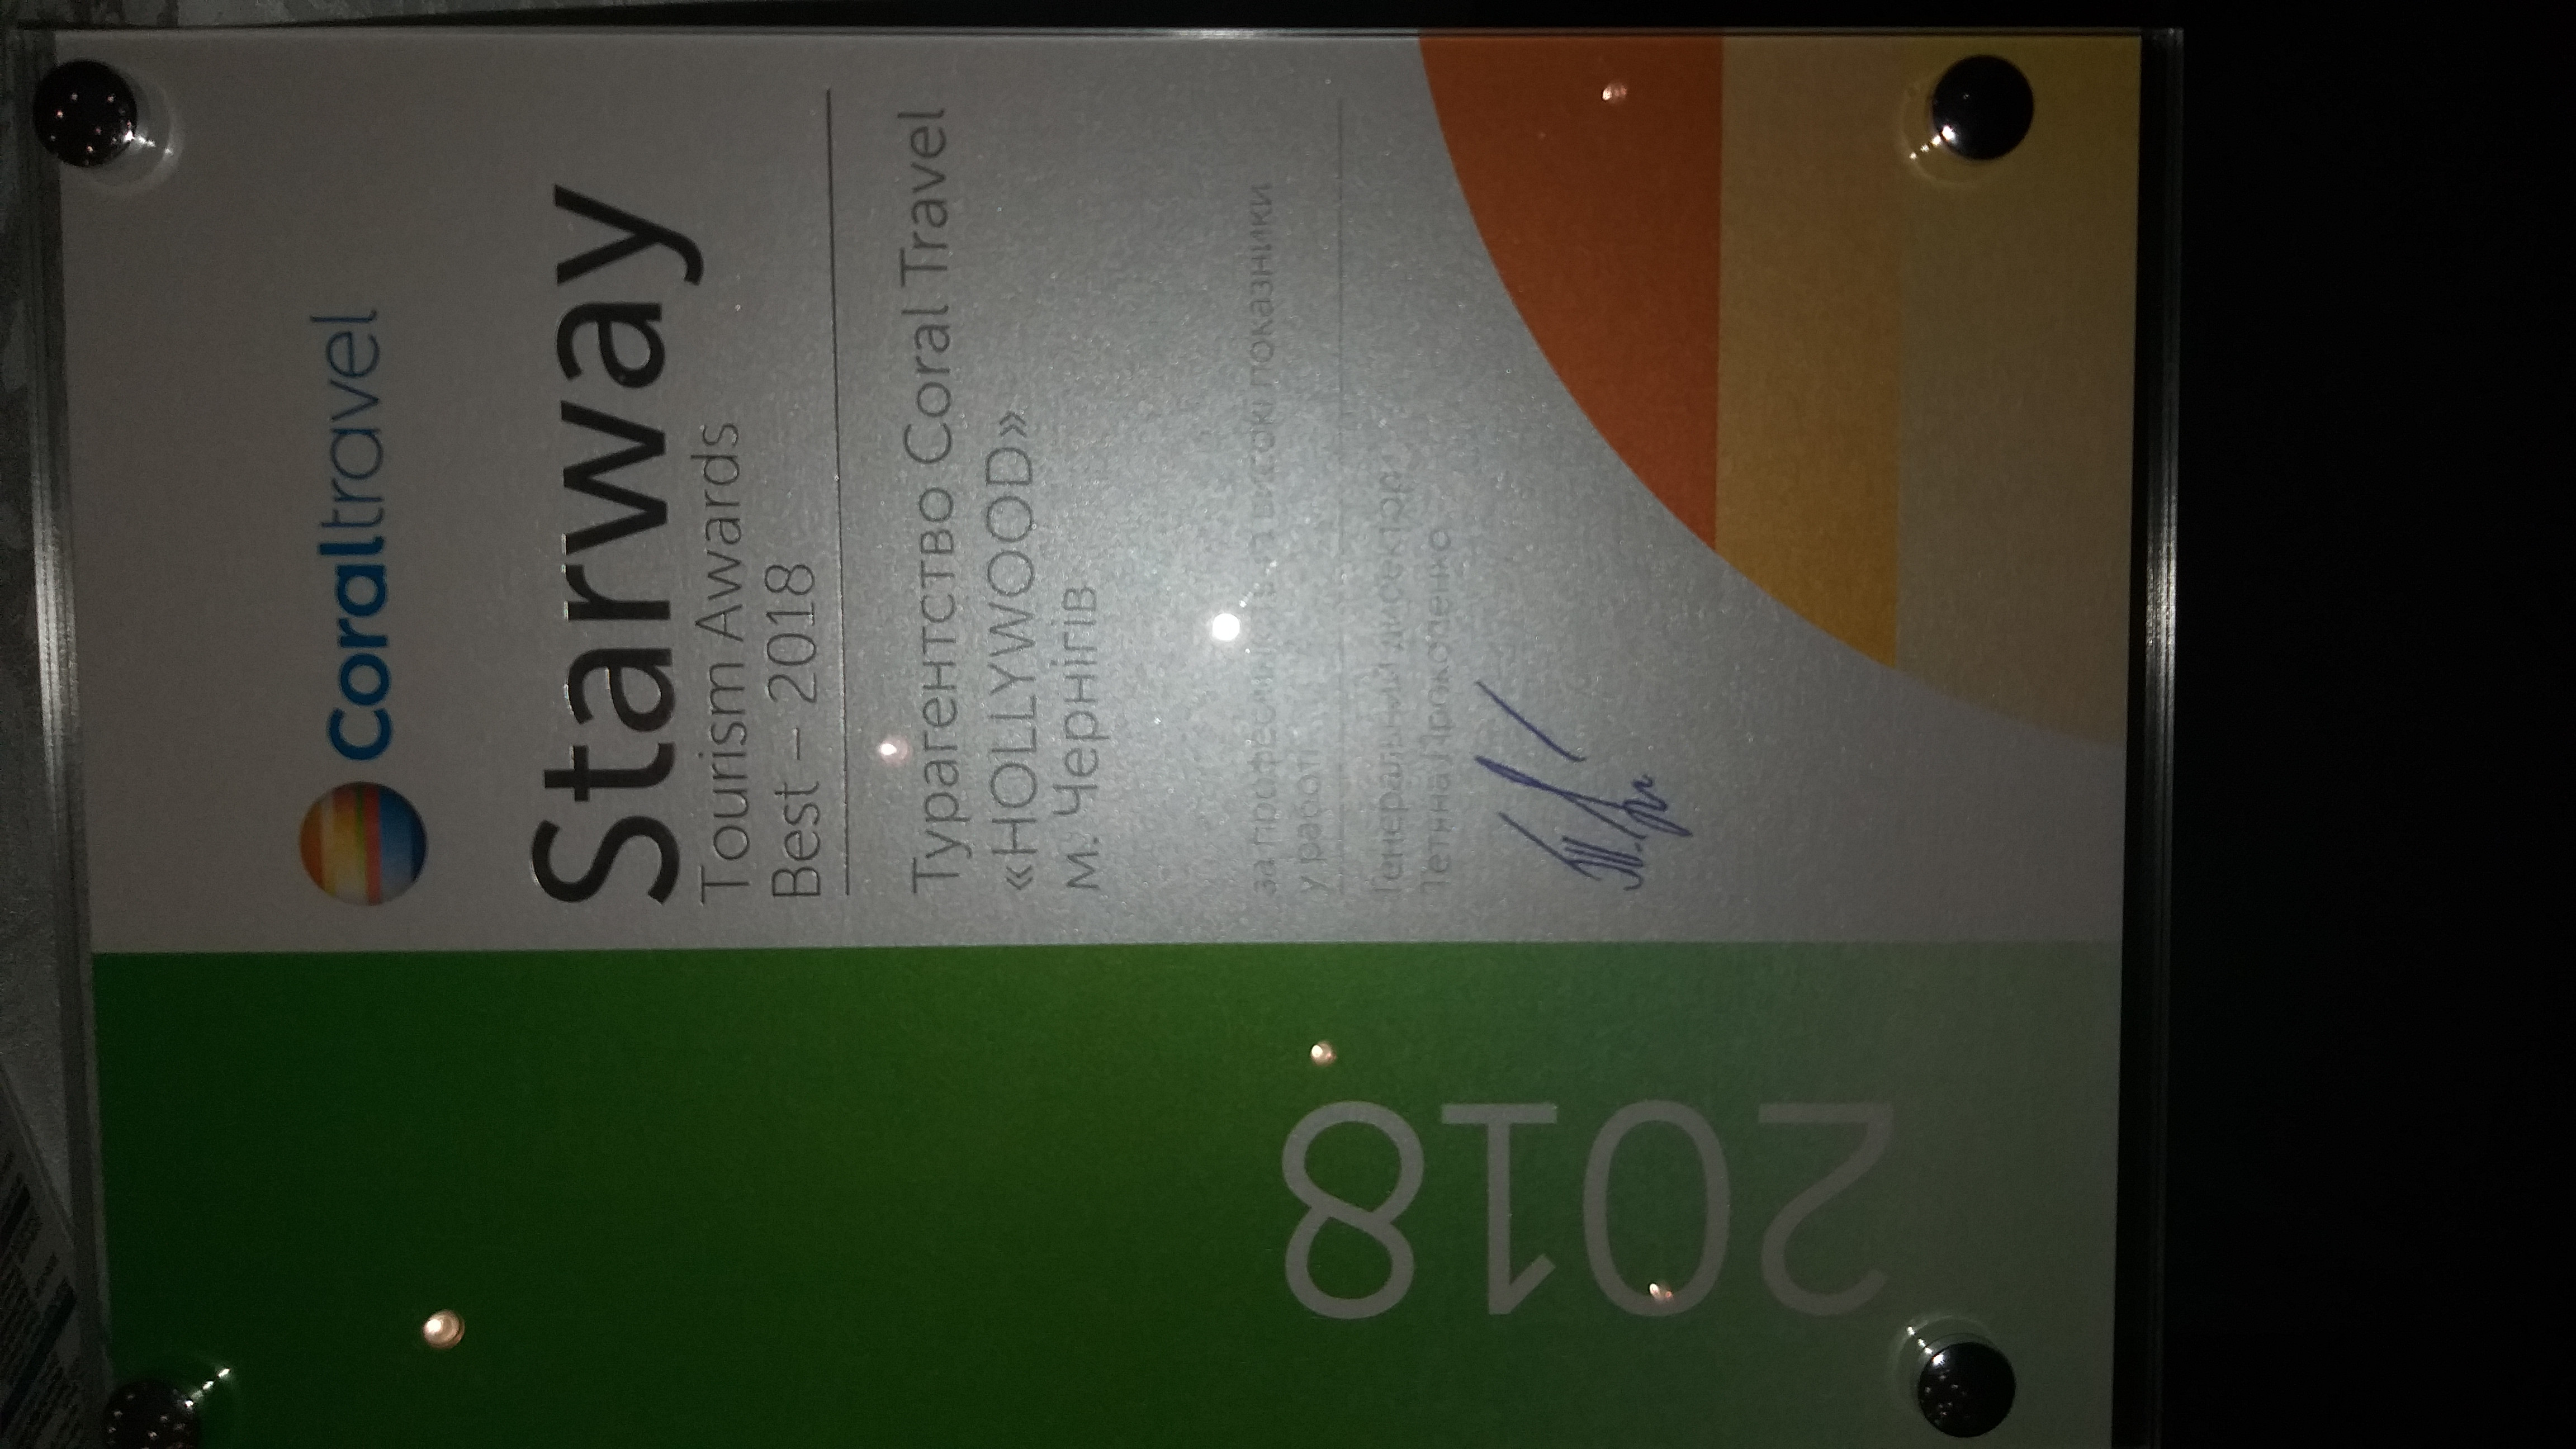 coraltravel
Starway
Tourism Awards
Best – 2018
Турагентство Coral Travel
«HOLLYWOOD»
м. Чернігів
за професіоналізм та високі показники
у роботі
Генеральний директор
Тетяна Прокопенко
2018